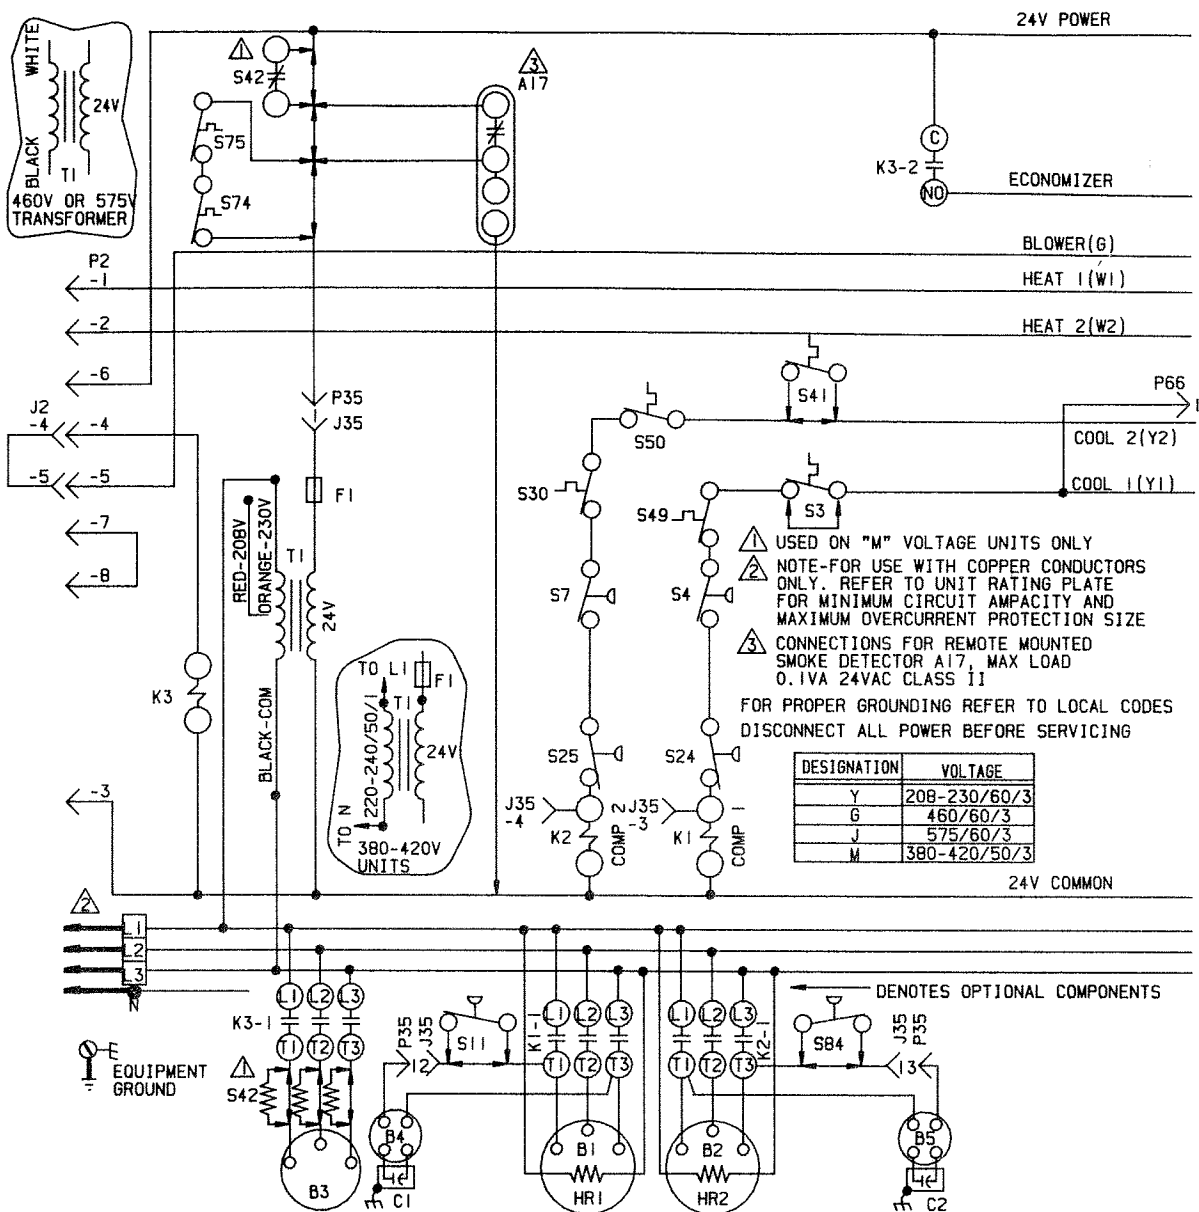 24V POWER
WHITE
BLACK
24V
T1
460V OR 575V
TRANSFORMER
1
S42
3
A17
S75
S74
C
K3-2
NO
ECONOMIZER
BLOWER(G)
P2
-1
HEAT 1(W1)
-2
HEAT 2(W2)
-6
S41
P66
1
P35
1
J35
J2
-4
-4
S50
COOL 2(Y2)
-5
-5
F1
S30
COOL 1(Y1)
S49
S3
-7
-8
RED-208V
ORANGE-230V
T1
24V
BLACK-COM
1 USED ON "M" VOLTAGE UNITS ONLY
2 NOTE-FOR USE WITH COPPER CONDUCTORS
ONLY. REFER TO UNIT RATING PLATE
FOR MINIMUM CIRCUIT AMPACITY AND
MAXIMUM OVERCURRENT PROTECTION SIZE
S7
S4
3 CONNECTIONS FOR REMOTE MOUNTED
SMOKE DETECTOR A17, MAX LOAD
0.1VA 24VAC CLASS II
FOR PROPER GROUNDING REFER TO LOCAL CODES
DISCONNECT ALL POWER BEFORE SERVICING
K3
TO L1
F1
T1
220-240/50/1
24V
TO N
380-420V
UNITS
S25
S24
DESIGNATION VOLTAGE
Y 208-230/60/3
G 460/60/3
J 575/60/3
M 380-420/50/3
-3
J35
-4
K2
COMP 2
J35
-3
K1
COMP 1
24V COMMON
2
L1
L2
L3
N
DENOTES OPTIONAL COMPONENTS
L1 L2 L3
K3-1
T1 T2 T3
P35
J35
12
S11
K1-1
L1 L2 L3
T1 T2 T3
L1 L2 L3
K2-1
T1 T2 T3
S84
J35
P35
13
E
EQUIPMENT
GROUND
1
S42
B3
B4
C1
B1
HR1
B2
HR2
B5
C2